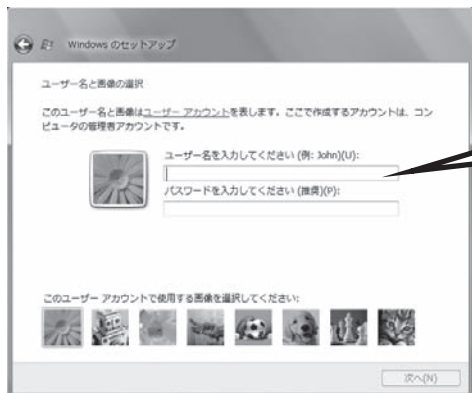 Windows のセットアップ
ユーザー名と画像の選択
このユーザー名と画像はユーザー アカウントを表します。ここで作成するアカウントは、コン
ピュータの管理者アカウントです。
ユーザー名を入力してください (例: John)(U):
パスワードを入力してください (推奨)(P):
このユーザー アカウントで使用する画像を選択してください:
次へ(N)